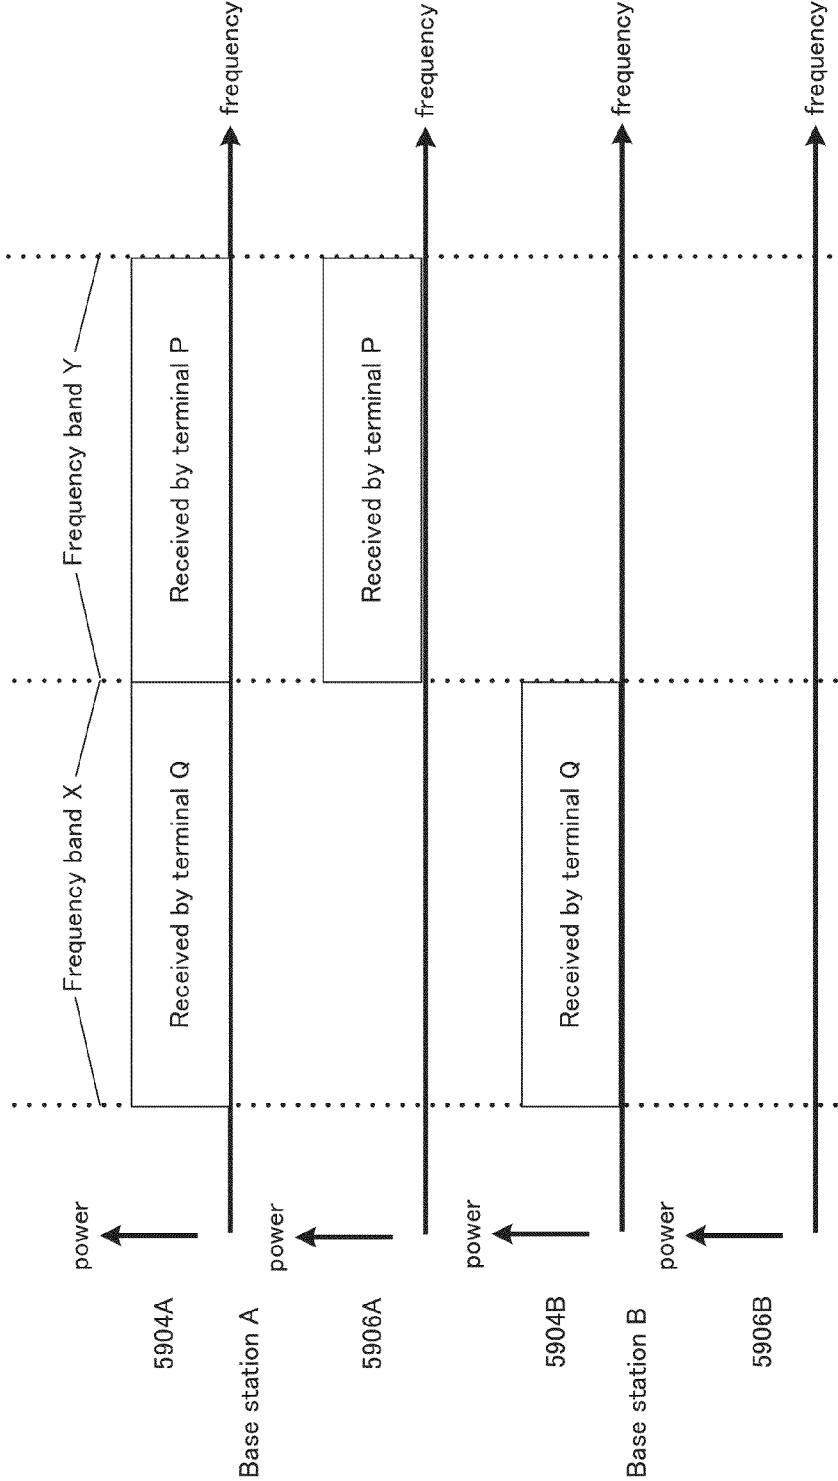 Frequency band X
Frequency band Y
power
5904A
Received by terminal Q
Received by terminal P
frequency
Base station A
power
5906A
Received by terminal P
frequency
power
5904B
Received by terminal Q
frequency
Base station B
power
5906B
frequency